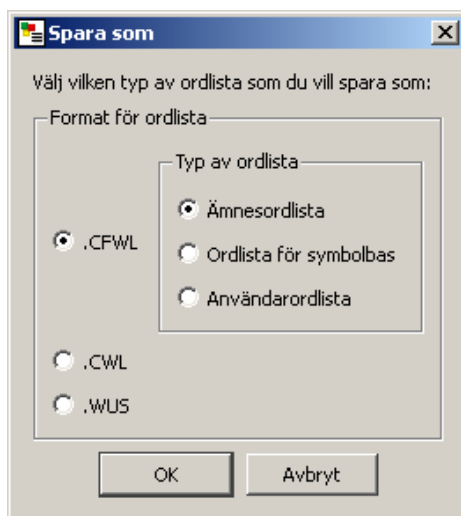 Spara som
Välj vilken typ av ordlista som du vill spara som:
Format för ordlista
Typ av ordlista
.CFWL
Ämnesordlista
Ordlista för symbolbas
Användarordlista
.CWL
.WUS
OK
Avbryt